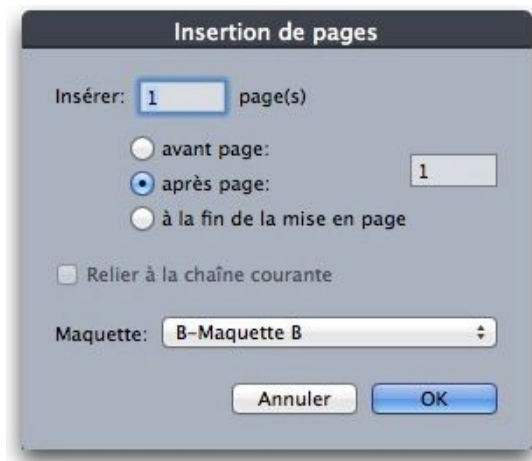 Insertion de pages
Insérer: 1 page(s)
avant page:
après page: 1
à la fin de la mise en page
Relier à la chaîne courante
Maquette: B-Maquette B
Annuler OK